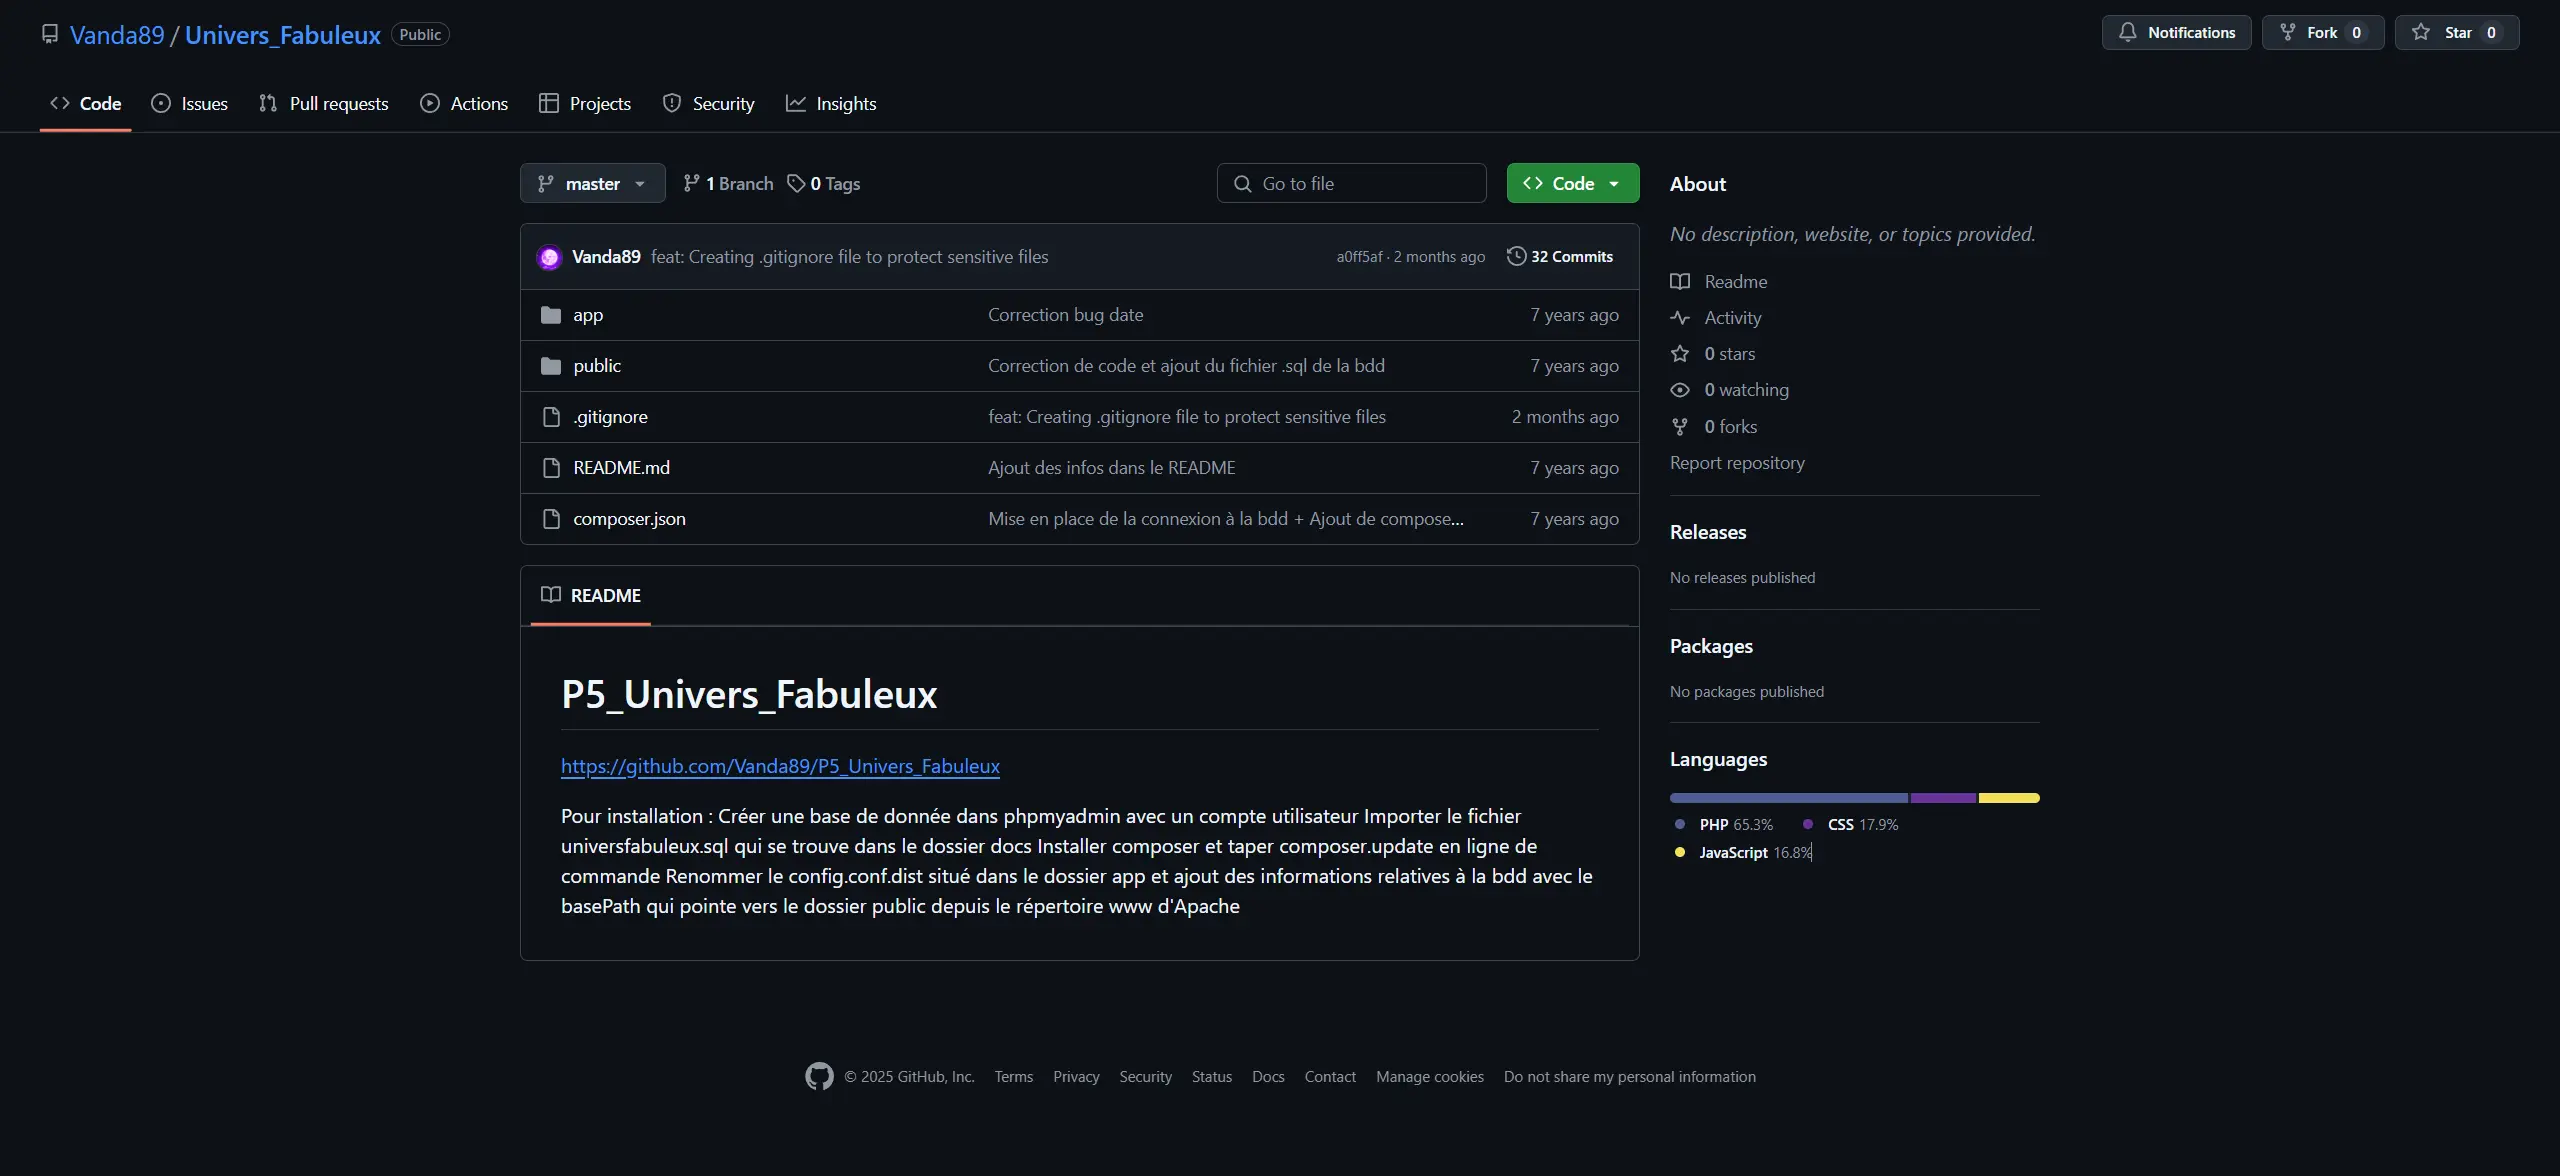 Vanda89 / Univers_Fabuleux Public
Notifications Fork 0 Star 0
Code Issues Pull requests Actions Projects Security Insights
master 1 Branch 0 Tags Go to file Code
Vanda89 feat: Creating .gitignore file to protect sensitive files a0ff5af · 2 months ago 32 Commits
app Correction bug date 7 years ago
public Correction de code et ajout du fichier .sql de la bdd 7 years ago
.gitignore feat: Creating .gitignore file to protect sensitive files 2 months ago
README.md Ajout des infos dans le README 7 years ago
composer.json Mise en place de la connexion à la bdd + Ajout de compose... 7 years ago
README
P5_Univers_Fabuleux
https://github.com/Vanda89/P5_Univers_Fabuleux
Pour installation : Créer une base de donnée dans phpmyadmin avec un compte utilisateur Importer le fichier
universfabuleux.sql qui se trouve dans le dossier docs Installer composer et taper composer.update en ligne de
commande Renommer le config.conf.dist situé dans le dossier app et ajout des informations relatives à la bdd avec le
basePath qui pointe vers le dossier public depuis le répertoire www d'Apache
About
No description, website, or topics provided.
Readme
Activity
0 stars
0 watching
0 forks
Report repository
Releases
No releases published
Packages
No packages published
Languages
PHP 65.3% CSS 17.9%
JavaScript 16.8%
© 2025 GitHub, Inc. Terms Privacy Security Status Docs Contact Manage cookies Do not share my personal information